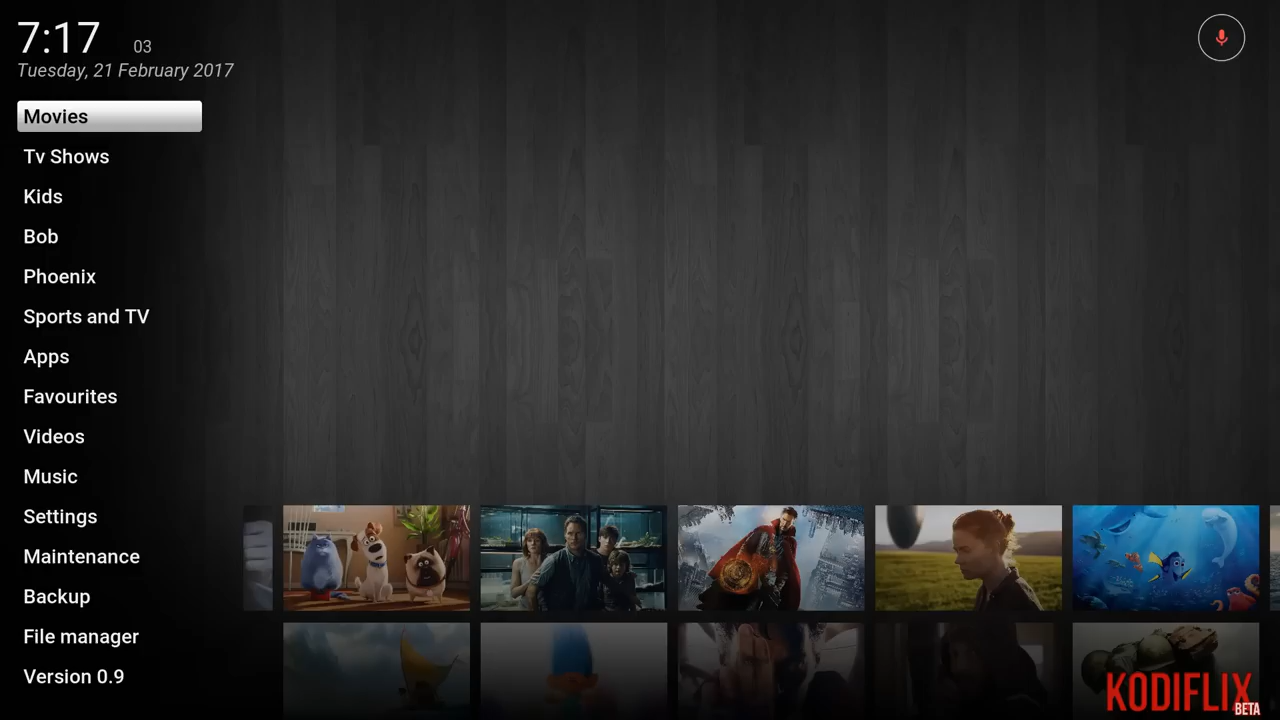 7:17 03
Tuesday, 21 February 2017
Movies
Tv Shows
Kids
Bob
Phoenix
Sports and TV
Apps
Favourites
Videos
Music
Settings
Maintenance
Backup
File manager
Version 0.9
KODIFLIX
BETA